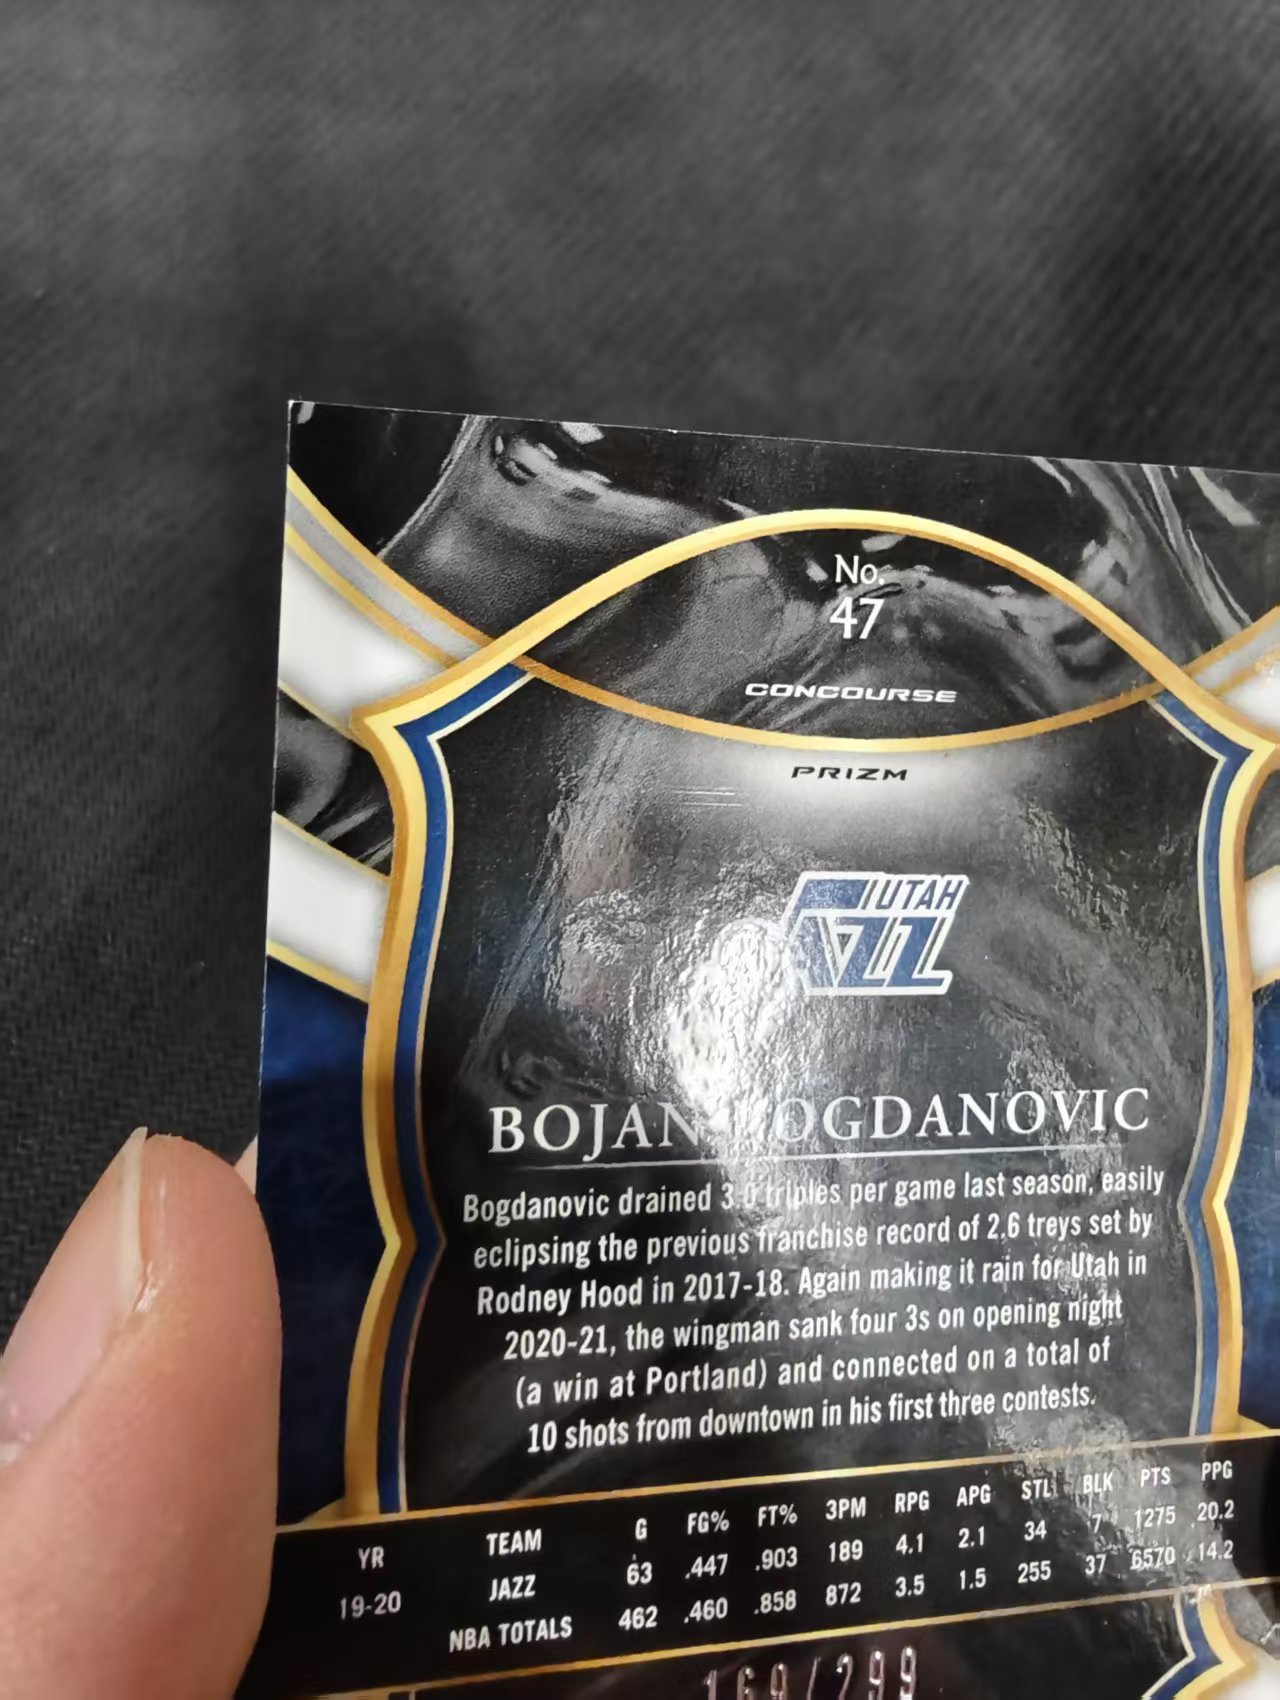 No.
47
CONCOURSE
PRIZM
UTAH
JAZZ
BOJAN BOGDANOVIC
Bogdanovic drained 3.0 triples per game last season, easily
eclipsing the previous franchise record of 2.6 treys set by
Rodney Hood in 2017-18. Again making it rain for Utah in
2020-21, the wingman sank four 3s on opening night
(a win at Portland) and connected on a total of
10 shots from downtown in his first three contests.
YR TEAM G FG% FT% 3PM RPG APG STL BLK PTS PPG
19-20 JAZZ 63 .447 .903 189 4.1 2.1 34 7 1275 20.2
NBA TOTALS 462 .460 .858 872 3.5 1.5 255 37 6570 14.2
169/299